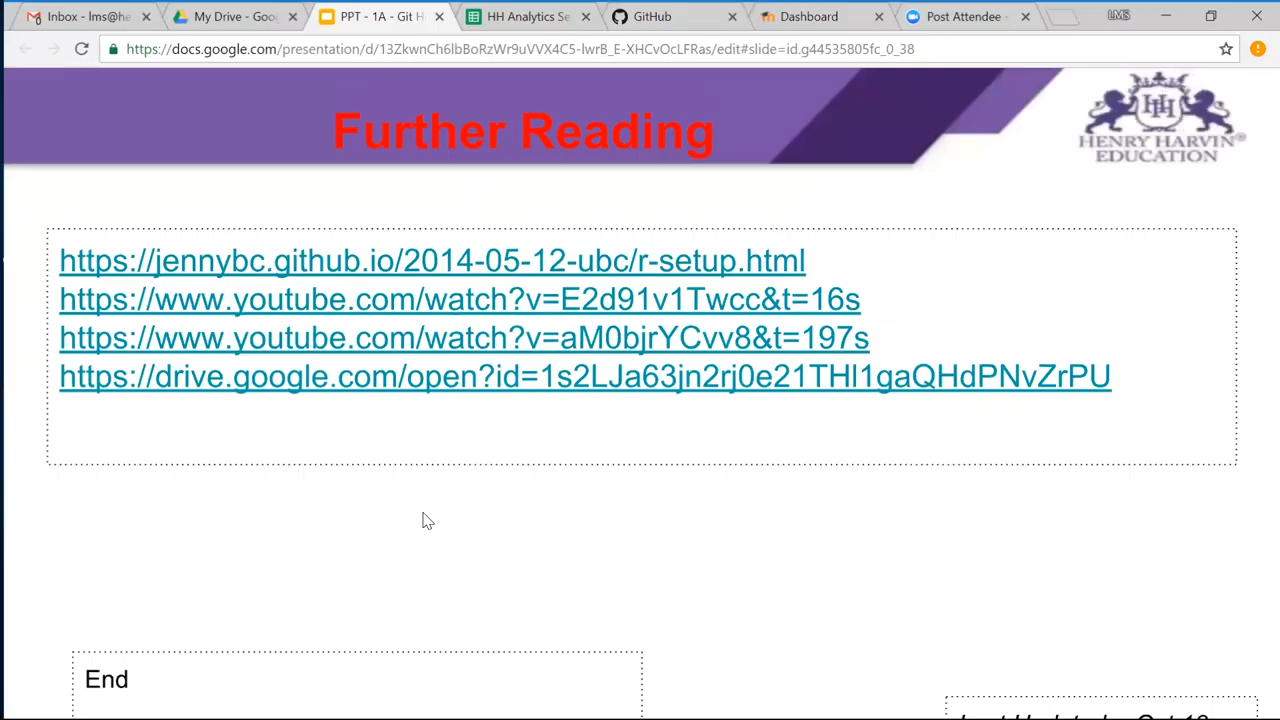 Inbox - lms@he
My Drive - Goo
PPT - 1A - Git H
HH Analytics Se
GitHub
Dashboard
Post Attendee -
LMS
https://docs.google.com/presentation/d/13ZkwnCh6lbBoRzWr9uVVX4C5-lwrB_E-XHCvOcLFRas/edit#slide=id.g44535805fc_0_38
Further Reading
HH
HENRY HARVIN®
EDUCATION
https://jennybc.github.io/2014-05-12-ubc/r-setup.html
https://www.youtube.com/watch?v=E2d91v1Twcc&t=16s
https://www.youtube.com/watch?v=aM0bjrYCvv8&t=197s
https://drive.google.com/open?id=1s2LJa63jn2rj0e21THl1gaQHdPNvZrPU
End